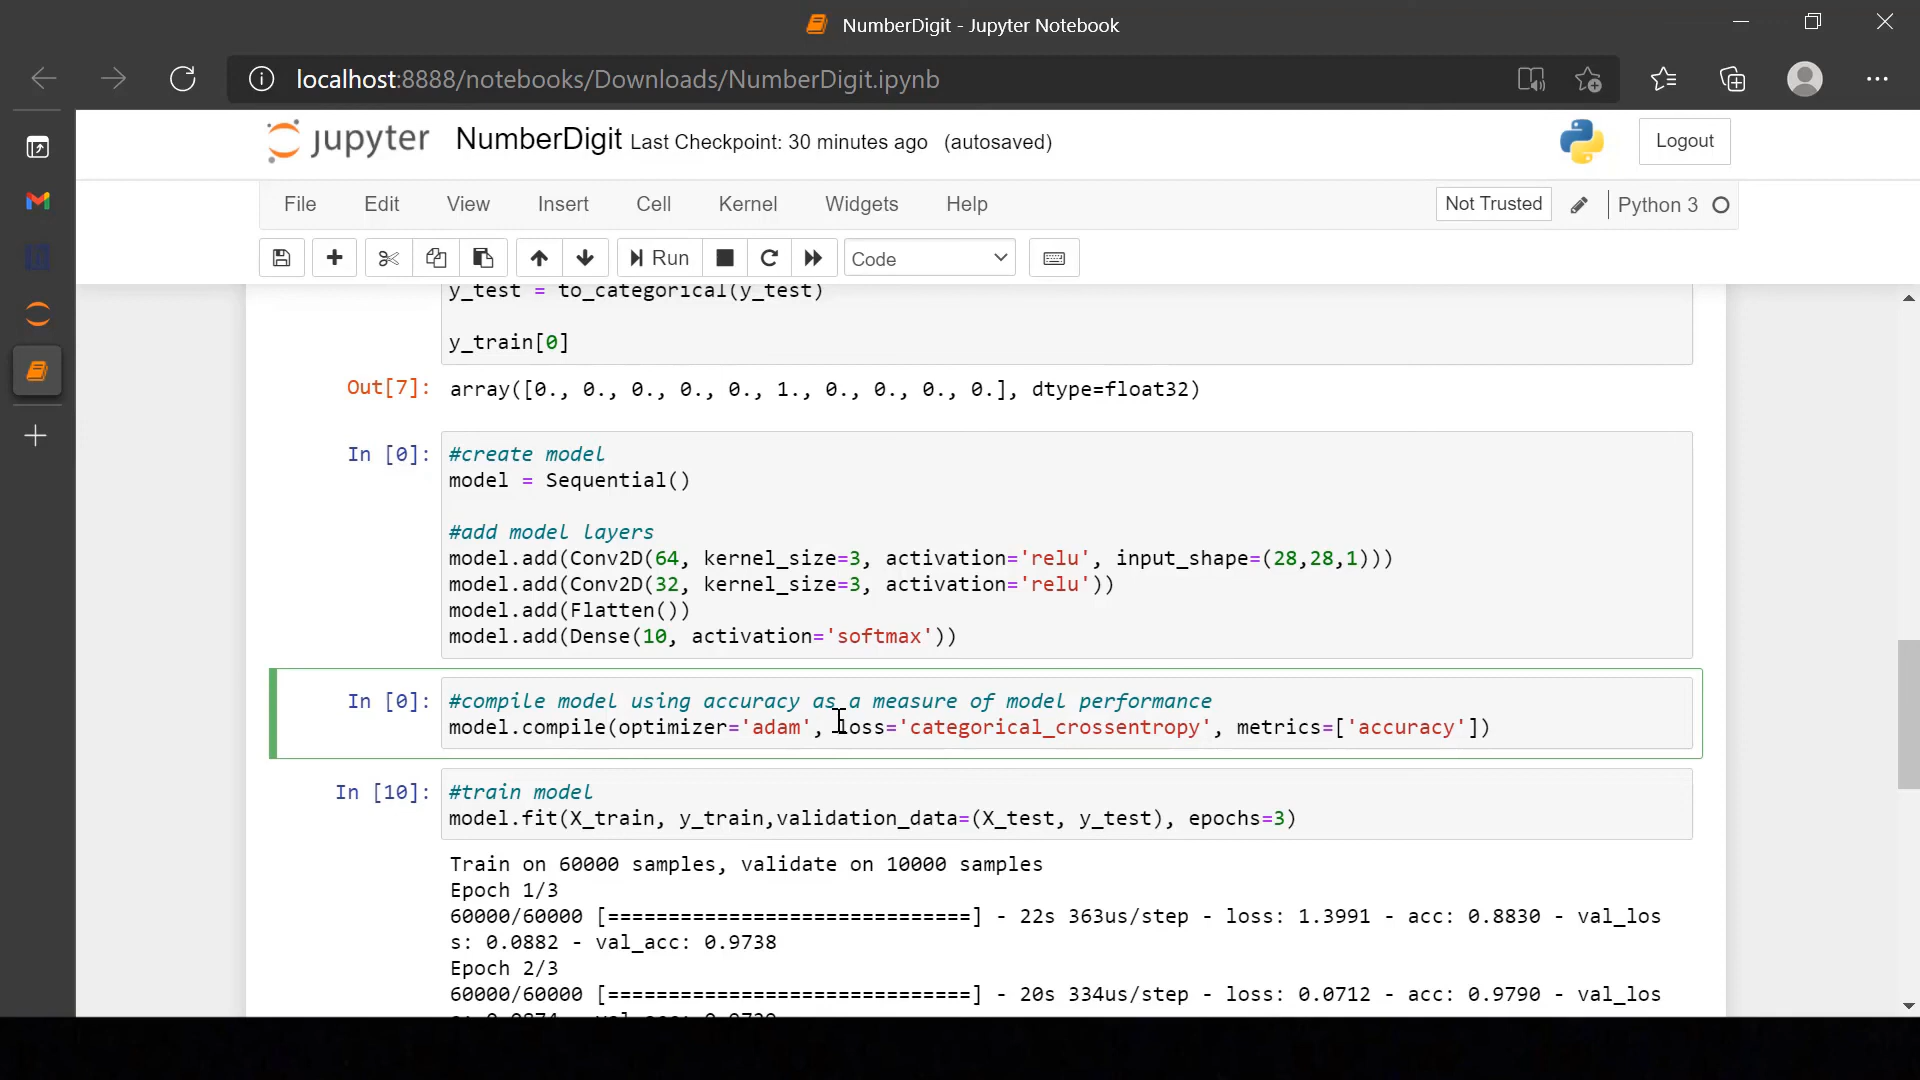 NumberDigit - Jupyter Notebook
localhost:8888/notebooks/Downloads/NumberDigit.ipynb
jupyter NumberDigit Last Checkpoint: 30 minutes ago (autosaved)
Logout
File Edit View Insert Cell Kernel Widgets Help Not Trusted Python 3
Run Code
y_test = to_categorical(y_test)
y_train[0]
Out[7]: array([0., 0., 0., 0., 0., 1., 0., 0., 0., 0.], dtype=float32)
In [0]: #create model
model = Sequential()
#add model layers
model.add(Conv2D(64, kernel_size=3, activation='relu', input_shape=(28,28,1)))
model.add(Conv2D(32, kernel_size=3, activation='relu'))
model.add(Flatten())
model.add(Dense(10, activation='softmax'))
In [0]: #compile model using accuracy as a measure of model performance
model.compile(optimizer='adam', loss='categorical_crossentropy', metrics=['accuracy'])
In [10]: #train model
model.fit(X_train, y_train,validation_data=(X_test, y_test), epochs=3)
Train on 60000 samples, validate on 10000 samples
Epoch 1/3
60000/60000 [==============================] - 22s 363us/step - loss: 1.3991 - acc: 0.8830 - val_los
s: 0.0882 - val_acc: 0.9738
Epoch 2/3
60000/60000 [==============================] - 20s 334us/step - loss: 0.0712 - acc: 0.9790 - val_los